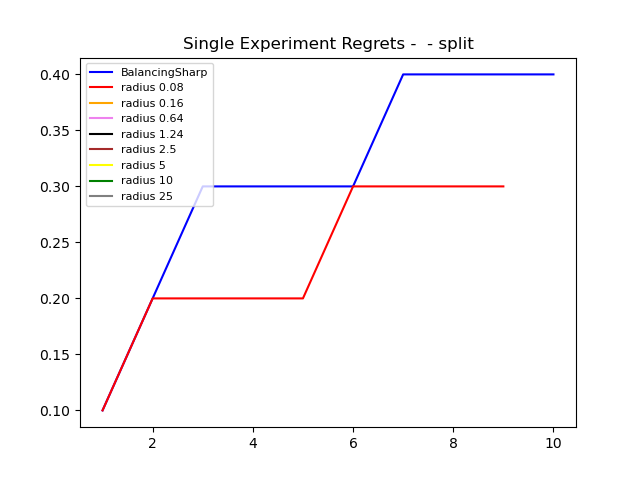 Single Experiment Regrets -  - split
0.40
0.35
0.30
0.25
0.20
0.15
0.10
BalancingSharp
radius 0.08
radius 0.16
radius 0.64
radius 1.24
radius 2.5
radius 5
radius 10
radius 25
2 4 6 8 10